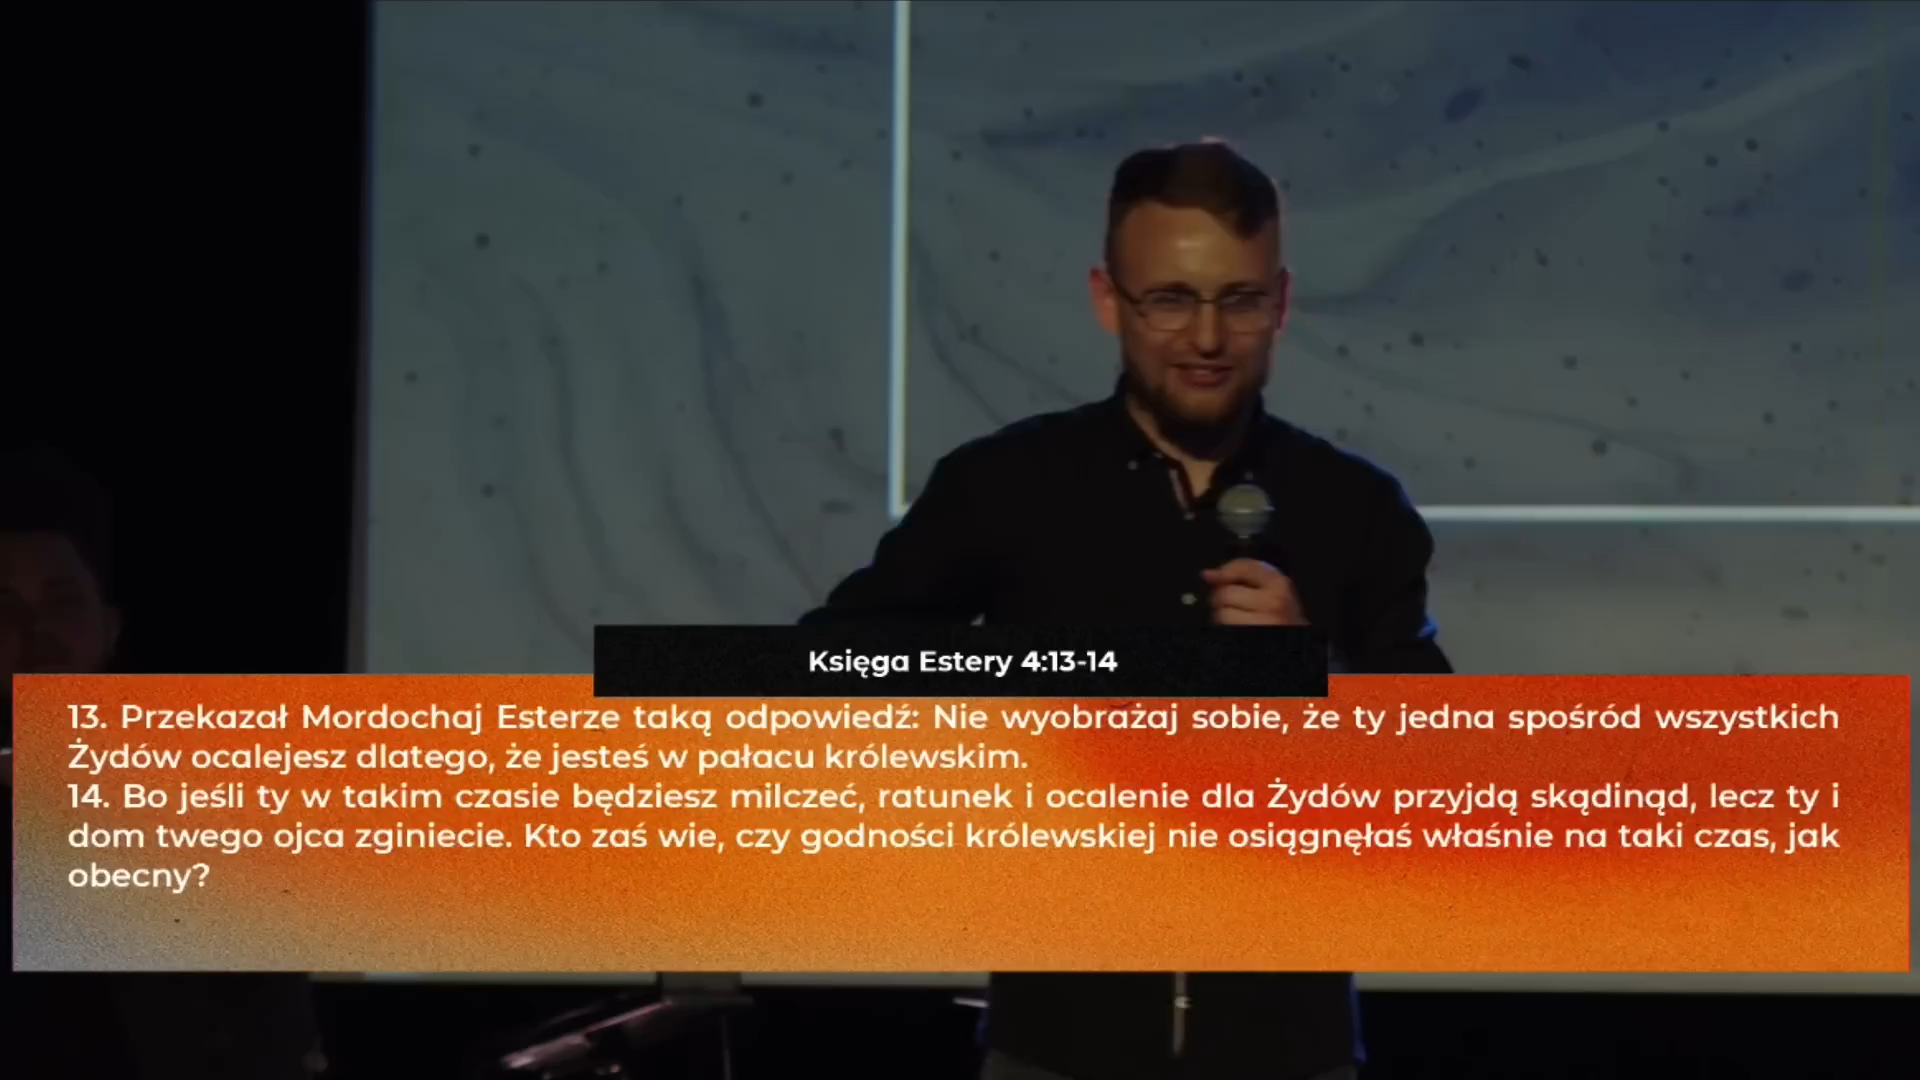 Księga Estery 4:13-14
13. Przekazał Mordochaj Esterze taką odpowiedź: Nie wyobrażaj sobie, że ty jedna spośród wszystkich
Żydów ocalejesz dlatego, że jesteś w pałacu królewskim.
14. Bo jeśli ty w takim czasie będziesz milczeć, ratunek i ocalenie dla Żydów przyjdą skądinąd, lecz ty i
dom twego ojca zginiecie. Kto zaś wie, czy godności królewskiej nie osiągnęłaś właśnie na taki czas, jak
obecny?